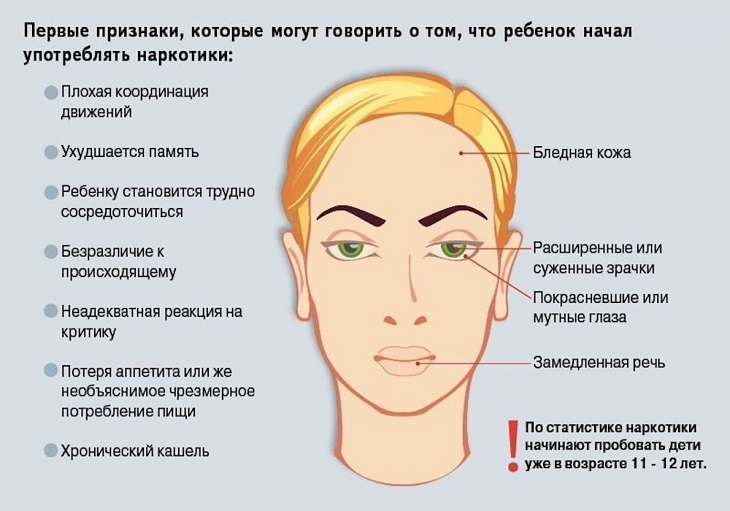 Первые признаки, которые могут говорить о том, что ребенок начал
употреблять наркотики:
Плохая координация
движений
Ухудшается память
Ребенку становится трудно
сосредоточиться
Безразличие к
происходящему
Неадекватная реакция на
критику
Потеря аппетита или же
необъяснимое чрезмерное
потребление пищи
Хронический кашель
Бледная кожа
Расширенные или
суженные зрачки
Покрасневшие или
мутные глаза
Замедленная речь
! По статистике наркотики
начинают пробовать дети
уже в возрасте 11 - 12 лет.